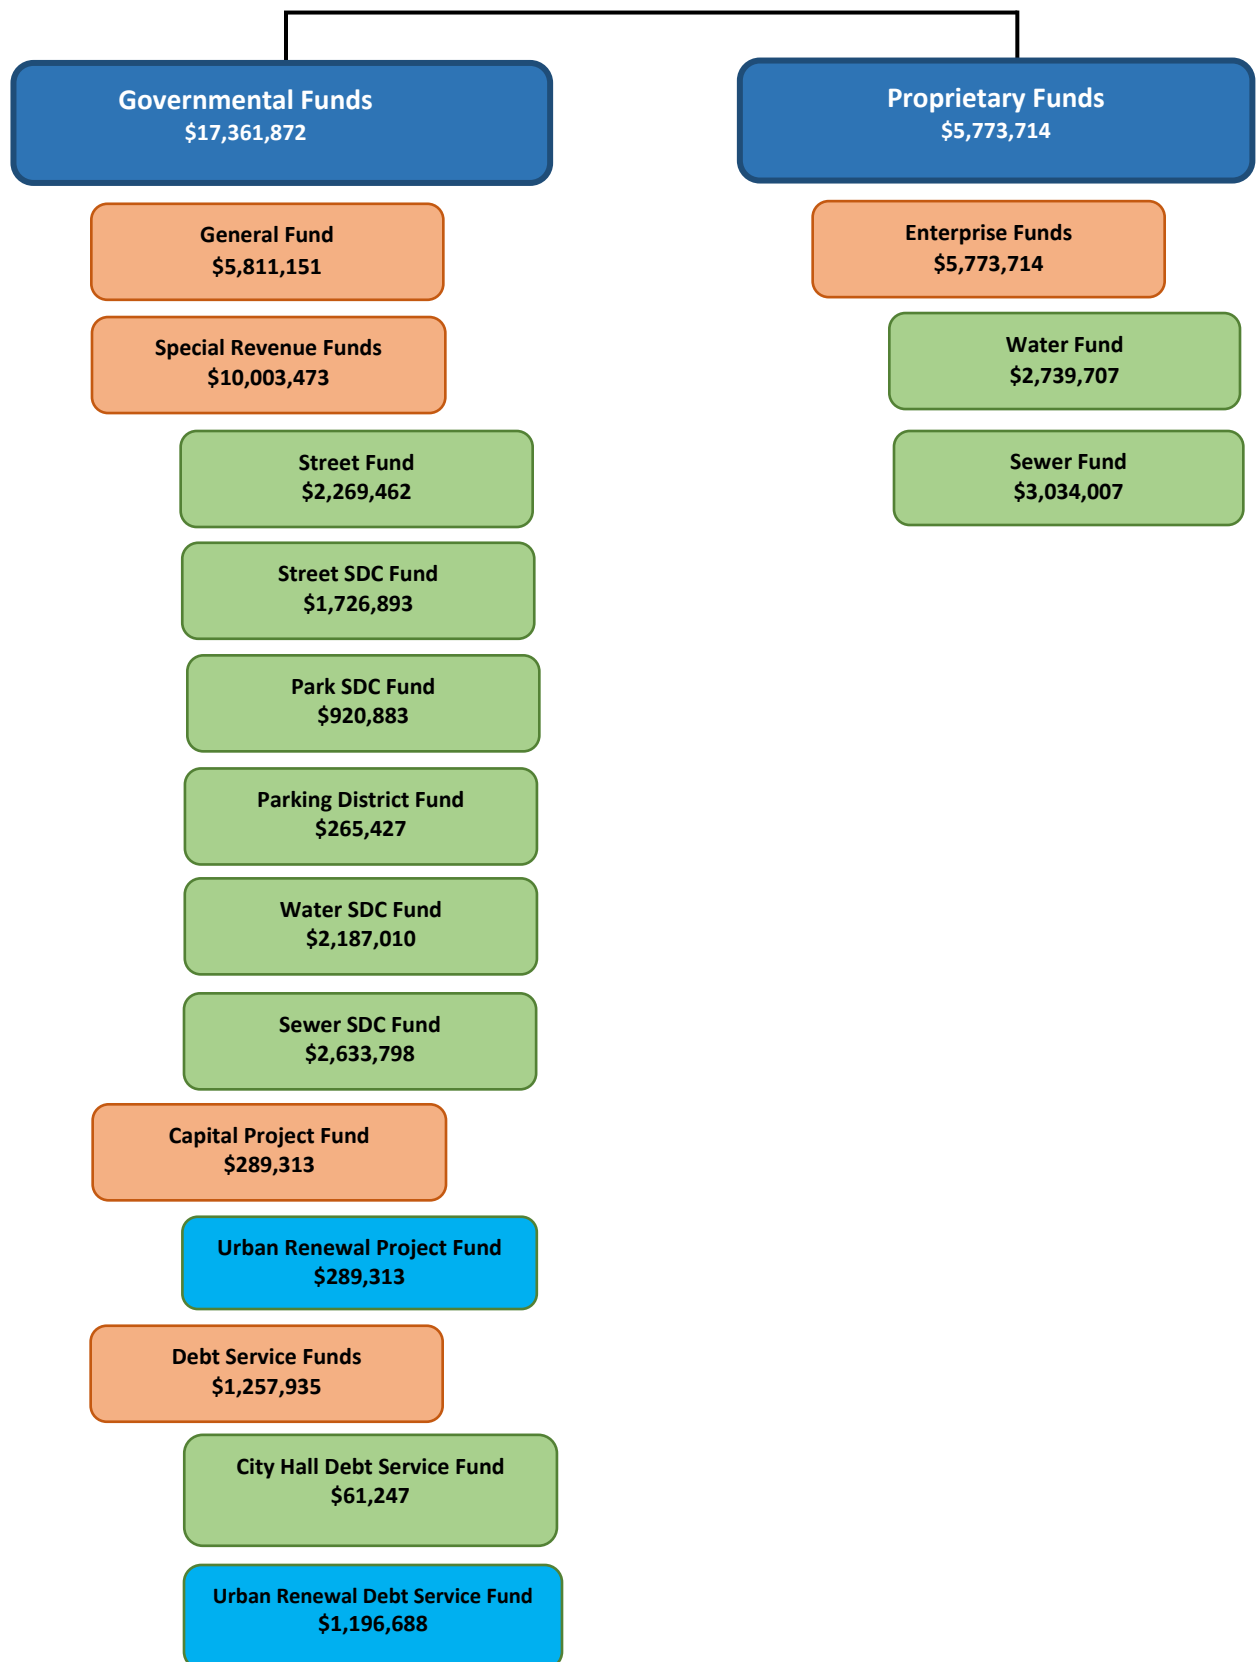 Governmental Funds
$17,361,872
General Fund
$5,811,151
Special Revenue Funds
$10,003,473
Street Fund
$2,269,462
Street SDC Fund
$1,726,893
Park SDC Fund
$920,883
Parking District Fund
$265,427
Water SDC Fund
$2,187,010
Sewer SDC Fund
$2,633,798
Capital Project Fund
$289,313
Urban Renewal Project Fund
$289,313
Debt Service Funds
$1,257,935
City Hall Debt Service Fund
$61,247
Urban Renewal Debt Service Fund
$1,196,688
Proprietary Funds
$5,773,714
Enterprise Funds
$5,773,714
Water Fund
$2,739,707
Sewer Fund
$3,034,007